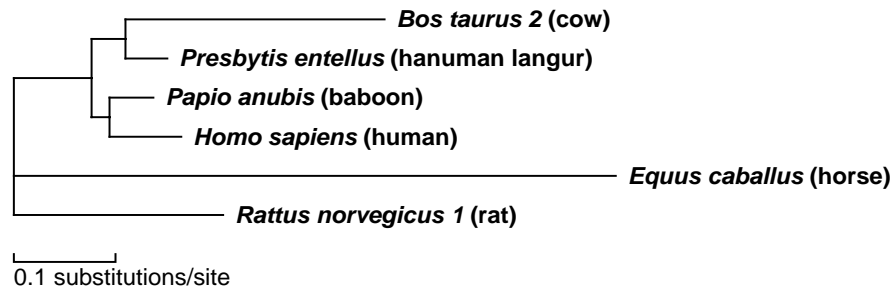 Bos taurus 2 (cow)
Presbytis entellus (hanuman langur)
Papio anubis (baboon)
Homo sapiens (human)
Equus caballus (horse)
Rattus norvegicus 1 (rat)
0.1 substitutions/site